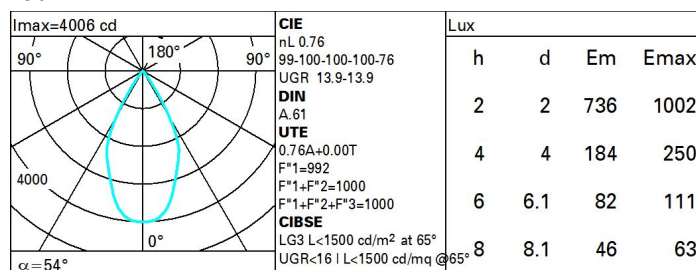 Imax=4006 cd
90°
180°
90°
4000
0°
α=54°
CIE
nL 0.76
99-100-100-100-76
UGR 13.9-13.9
DIN
A.61
UTE
0.76A+0.00T
F"1=992
F"1+F"2=1000
F"1+F"2+F"3=1000
CIBSE
LG3 L<1500 cd/m² at 65°
UGR<16 | L<1500 cd/mq @65°
Lux
h d Em Emax
2 2 736 1002
4 4 184 250
6 6.1 82 111
8 8.1 46 63